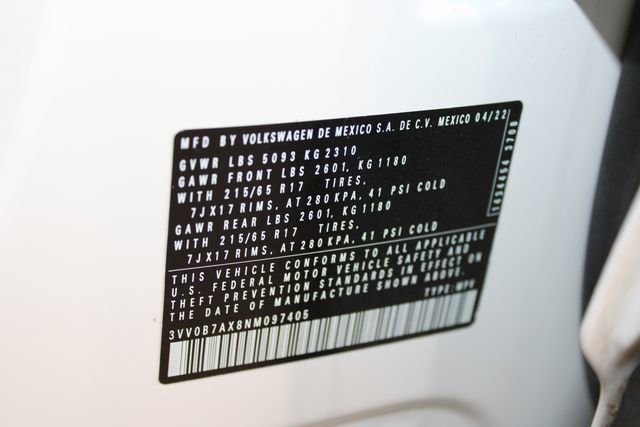 MFD BY VOLKSWAGEN DE MEXICO S.A. DE C.V. MEXICO 04/22
GVWR LBS 5093 KG 2310
GAWR FRONT LBS 2601, KG 1180
WITH 215/65 R17 TIRES,
7JX17 RIMS, AT 280 KPA, 41 PSI COLD
GAWR REAR LBS 2601, KG 1180
WITH 215/65 R17 TIRES,
7JX17 RIMS, AT 280 KPA, 41 PSI COLD
THIS VEHICLE CONFORMS TO ALL APPLICABLE
U.S. FEDERAL MOTOR VEHICLE SAFETY AND
THEFT PREVENTION STANDARDS IN EFFECT ON
THE DATE OF MANUFACTURE SHOWN ABOVE.
3VV0B7AX8NM097405 TYPE: MPV
3708